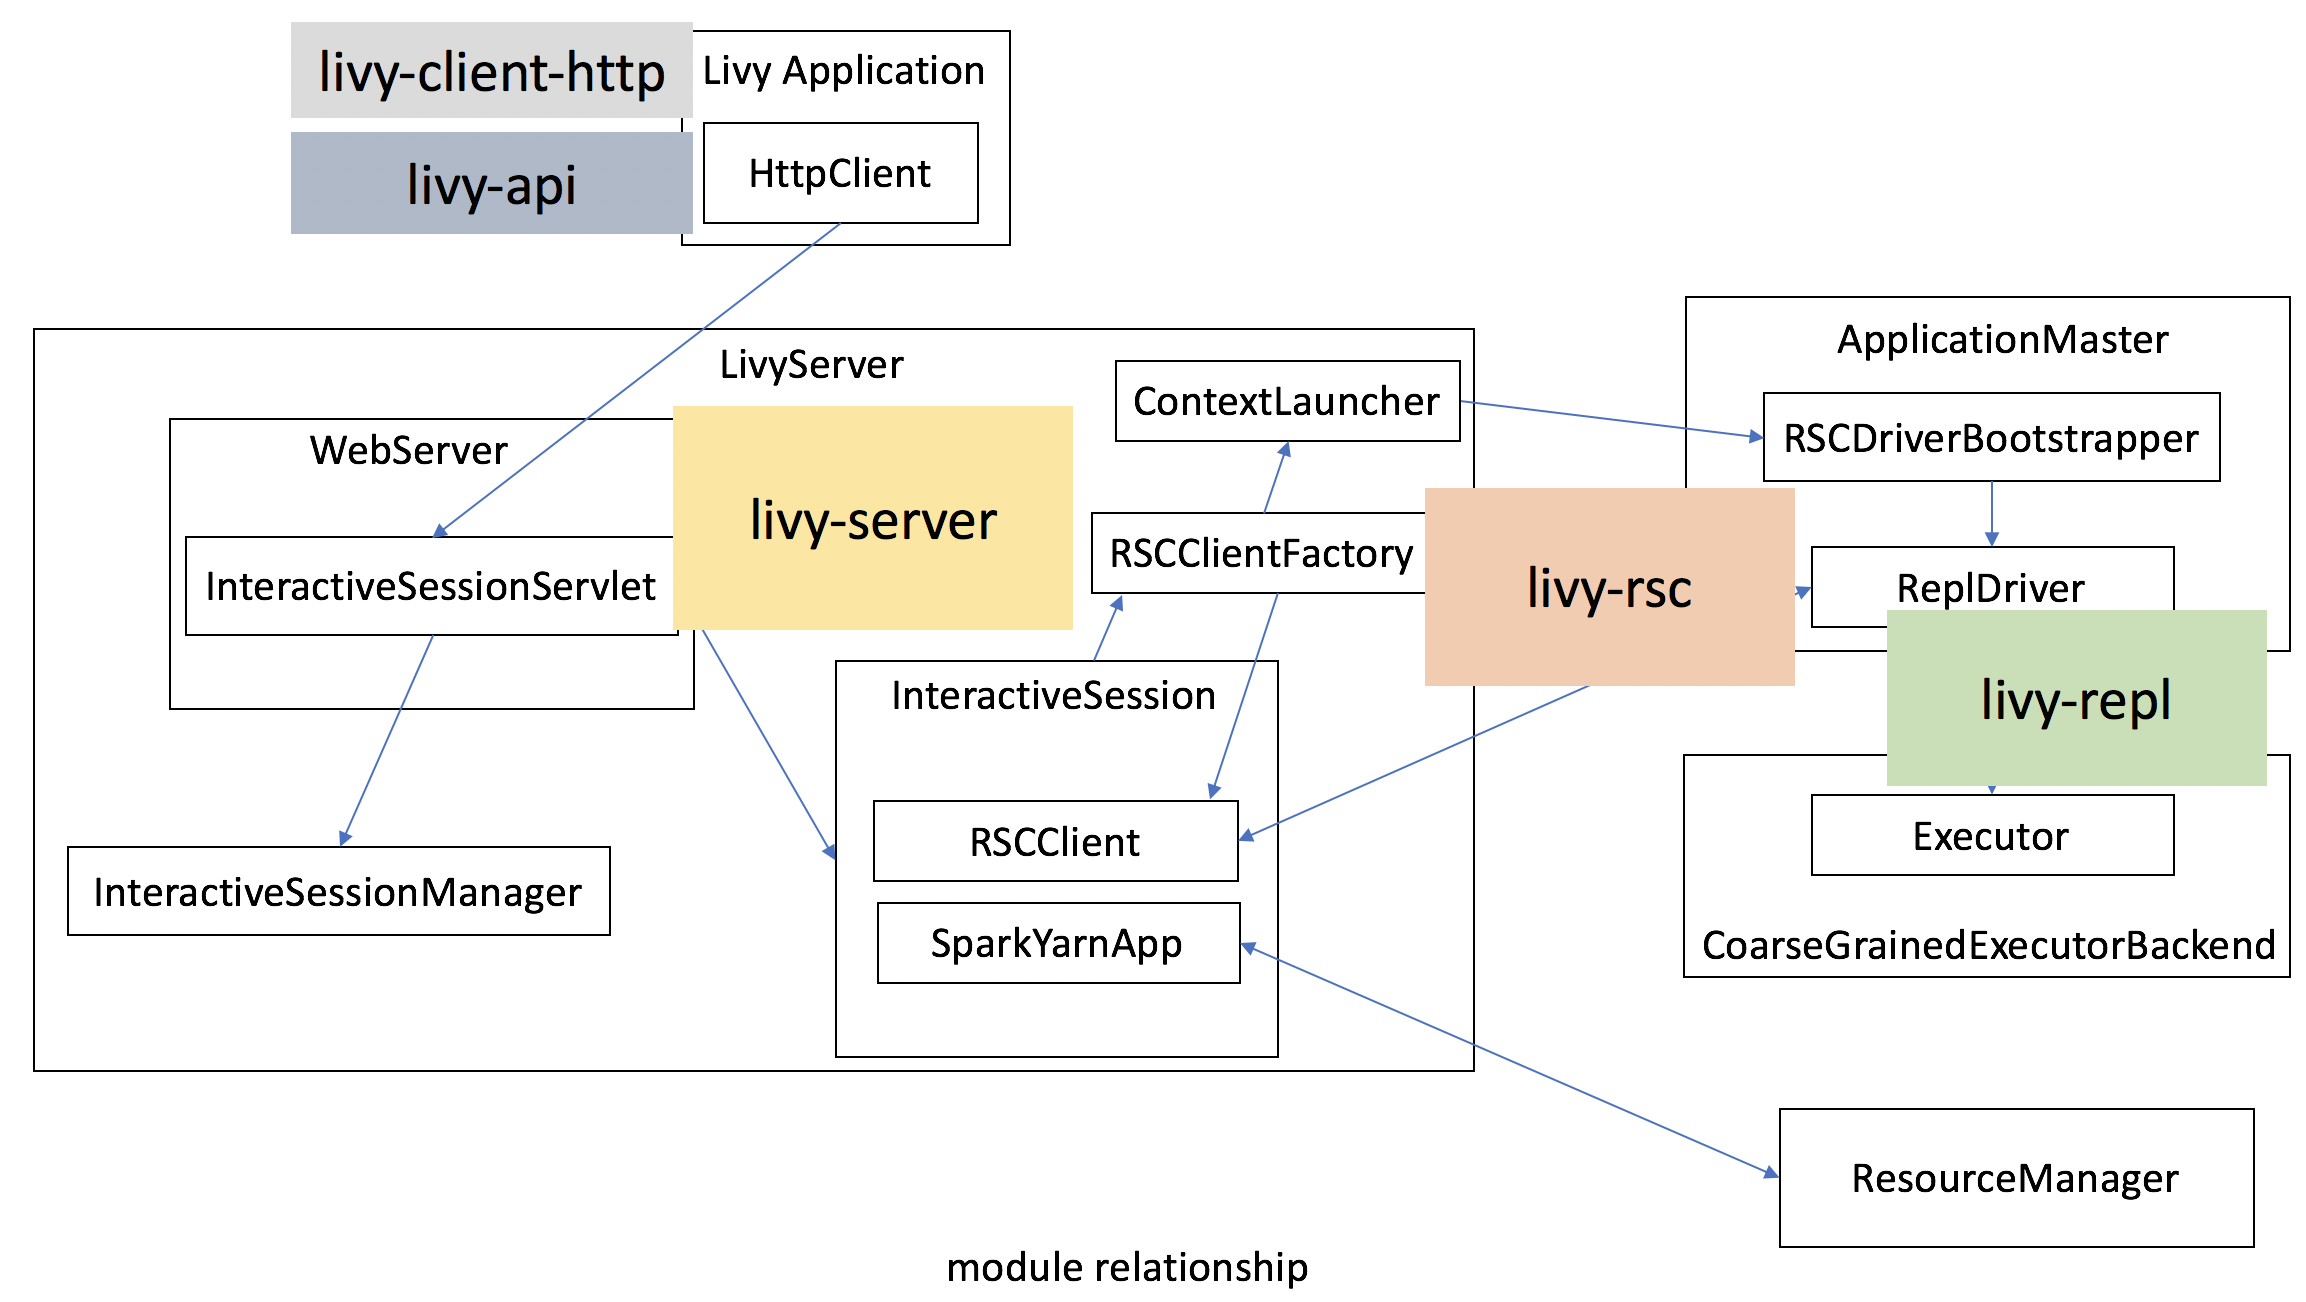 livy-client-http
Livy Application
livy-api
HttpClient
LivyServer
ContextLauncher
ApplicationMaster
RSCDriverBootstrapper
WebServer
livy-server
InteractiveSessionServlet
RSCClientFactory
livy-rsc
ReplDriver
livy-repl
InteractiveSession
RSCClient
SparkYarnApp
InteractiveSessionManager
Executor
CoarseGrainedExecutorBackend
ResourceManager
module relationship